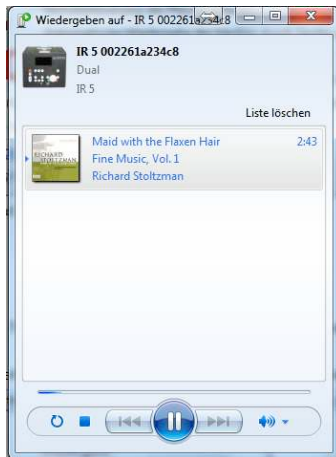 Wiedergeben auf - IR 5 002261a234c8
IR 5 002261a234c8
Dual
IR 5
Liste löschen
Maid with the Flaxen Hair 2:43
Fine Music, Vol. 1
Richard Stoltzman
RICHARD
STOLTZMAN